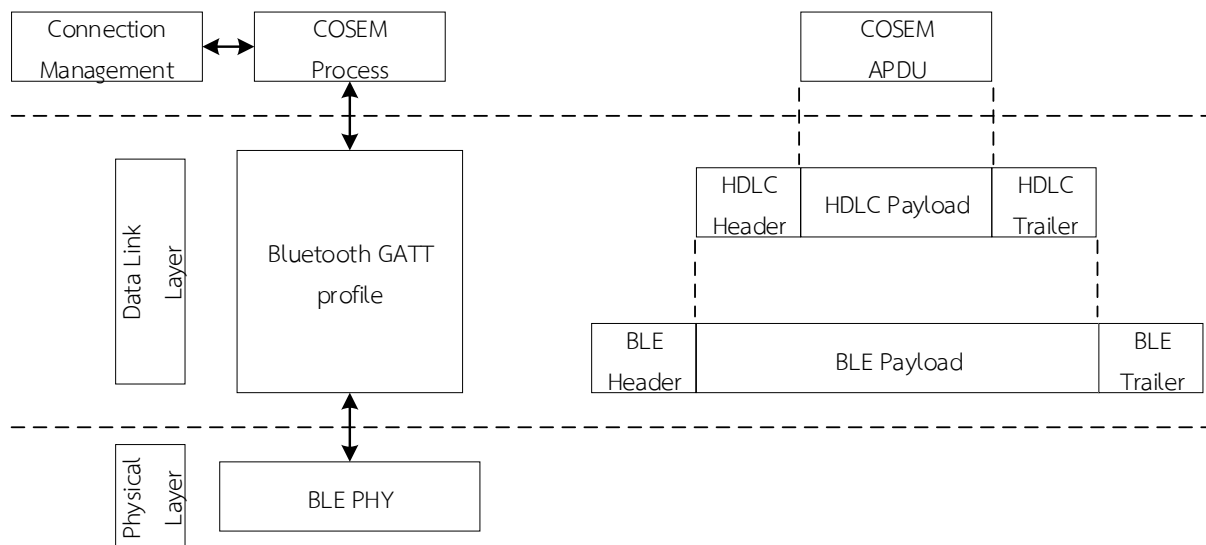 Connection
Management
COSEM
Process
COSEM
APDU
Data Link
Layer
Bluetooth GATT
profile
HDLC
Header
HDLC Payload
HDLC
Trailer
BLE
Header
BLE Payload
BLE
Trailer
Physical
Layer
BLE PHY